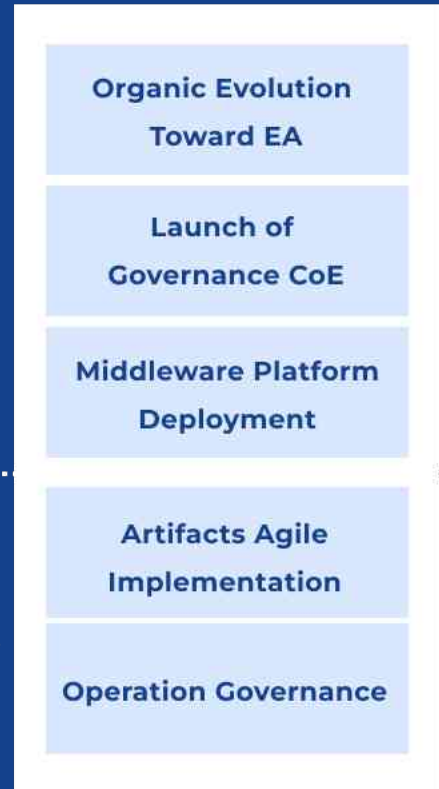 Organic Evolution
Toward EA
Launch of
Governance CoE
Middleware Platform
Deployment
Artifacts Agile
Implementation
Operation Governance